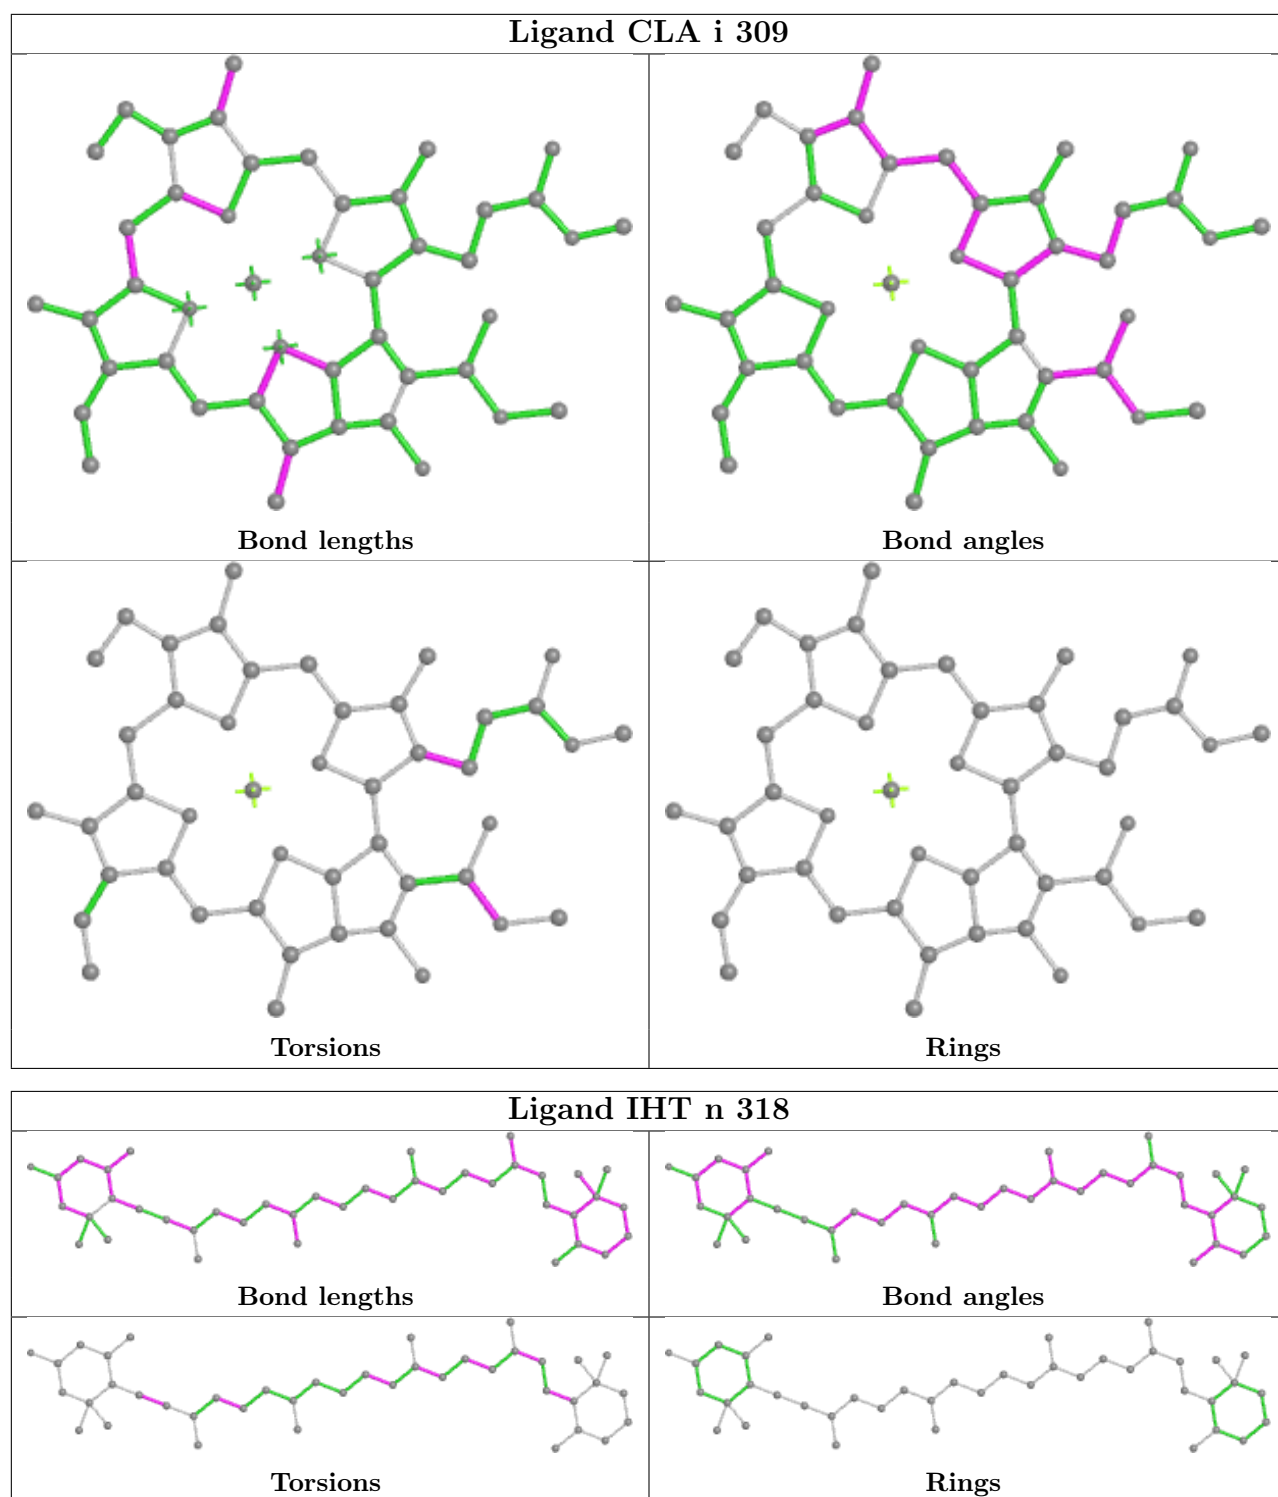 Ligand CLA i 309
Bond lengths
Bond angles
Torsions
Rings
Ligand IHT n 318
Bond lengths
Bond angles
Torsions
Rings